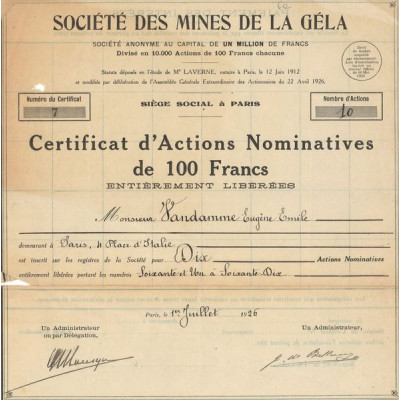 SOCIÉTÉ DES MINES DE LA GÉLA
SOCIÉTÉ ANONYME AU CAPITAL DE UN MILLION DE FRANCS
Divisé en 10.000 Actions de 100 Francs chacune
Statuts déposés en l'étude de Me LAVERNE, notaire à Paris, le 12 Juin 1912
et modifiés par délibération de l'Assemblée Générale Extraordinaire des Actionnaires du 22 Avril 1926.
Numéro du Certificat
7
SIÈGE SOCIAL À PARIS
Nombre d'Actions
10
Certificat d'Actions Nominatives
de 100 Francs
ENTIÈREMENT LIBÉRÉES
Monsieur Vandamme Eugène Emile
demeurant à Paris, 4 Place d'Italie
est inscrit sur les registres de la Société pour Dix Actions Nominatives
entièrement libérées portant les numéros Soixante et Un à Soixante-Dix
Paris, le 1er Juillet 1926
Un Administrateur
ou par Délégation,
Un Administrateur,